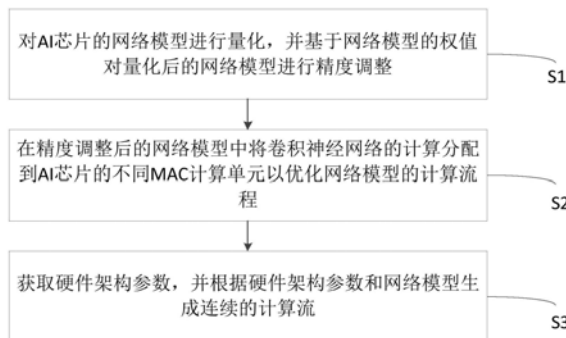 对AI芯片的网络模型进行量化，并基于网络模型的权值
对量化后的网络模型进行精度调整
S1
在精度调整后的网络模型中将卷积神经网络的计算分配
到AI芯片的不同MAC计算单元以优化网络模型的计算流
程
S2
获取硬件架构参数，并根据硬件架构参数和网络模型生
成连续的计算流
S3